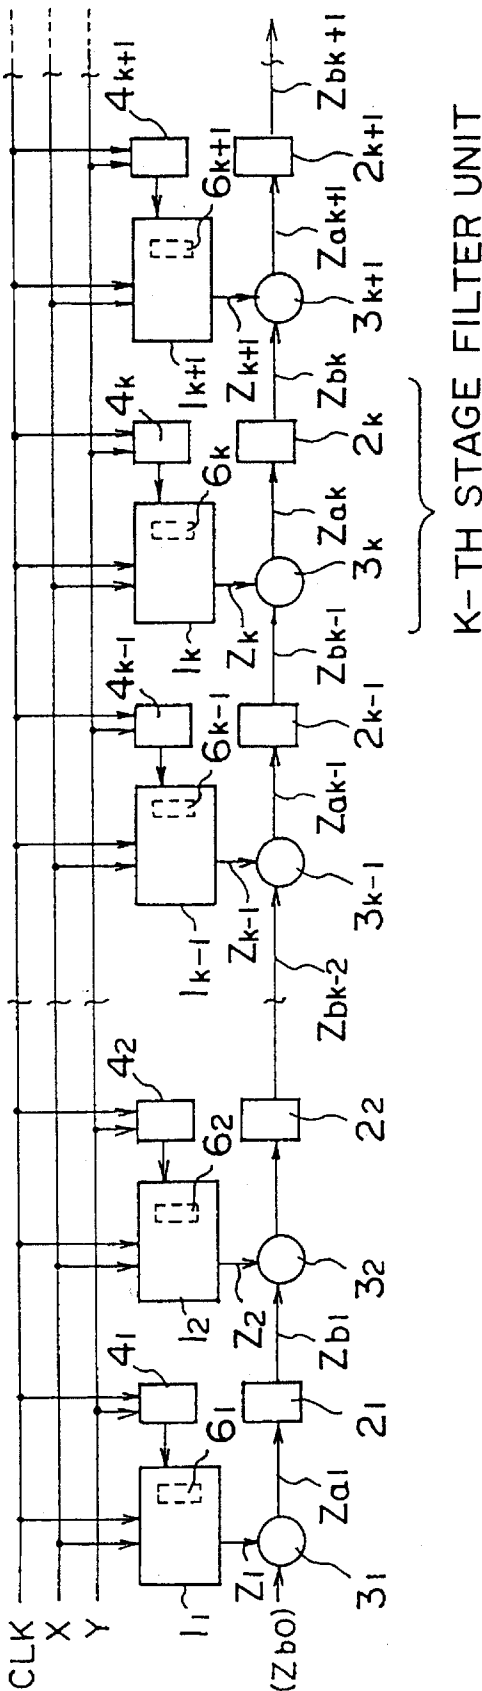 CLK
X
Y
4₁
4₂
4k-1
4k
4k+1
6₁
6₂
6k-1
6k
6k+1
1₁
1₂
1k-1
1k
1k+1
Z₁
Z₂
Zk-1
Zk
Zk+1
(Zb0)
3₁
Za1
2₁
Zb1
3₂
2₂
Zbk-2
3k-1
Zak-1
2k-1
Zbk-1
3k
Zak
2k
Zbk
3k+1
Zak+1
2k+1
Zbk+1
K-TH STAGE FILTER UNIT